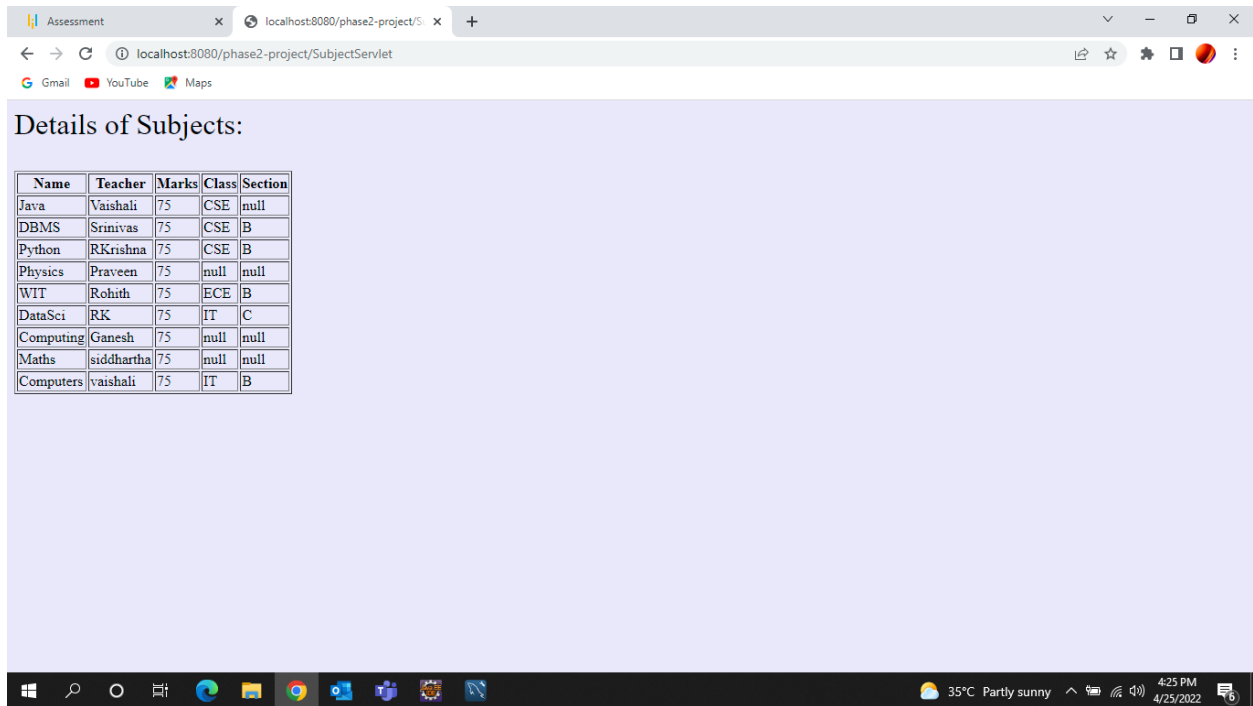 Assessment
localhost:8080/phase2-project/S
localhost:8080/phase2-project/SubjectServlet
Gmail YouTube Maps
Details of Subjects:
Name Teacher Marks Class Section
Java Vaishali 75 CSE null
DBMS Srinivas 75 CSE B
Python RKrishna 75 CSE B
Physics Praveen 75 null null
WIT Rohith 75 ECE B
DataSci RK 75 IT C
Computing Ganesh 75 null null
Maths siddhartha 75 null null
Computers vaishali 75 IT B
35°C Partly sunny
4:25 PM
4/25/2022
6